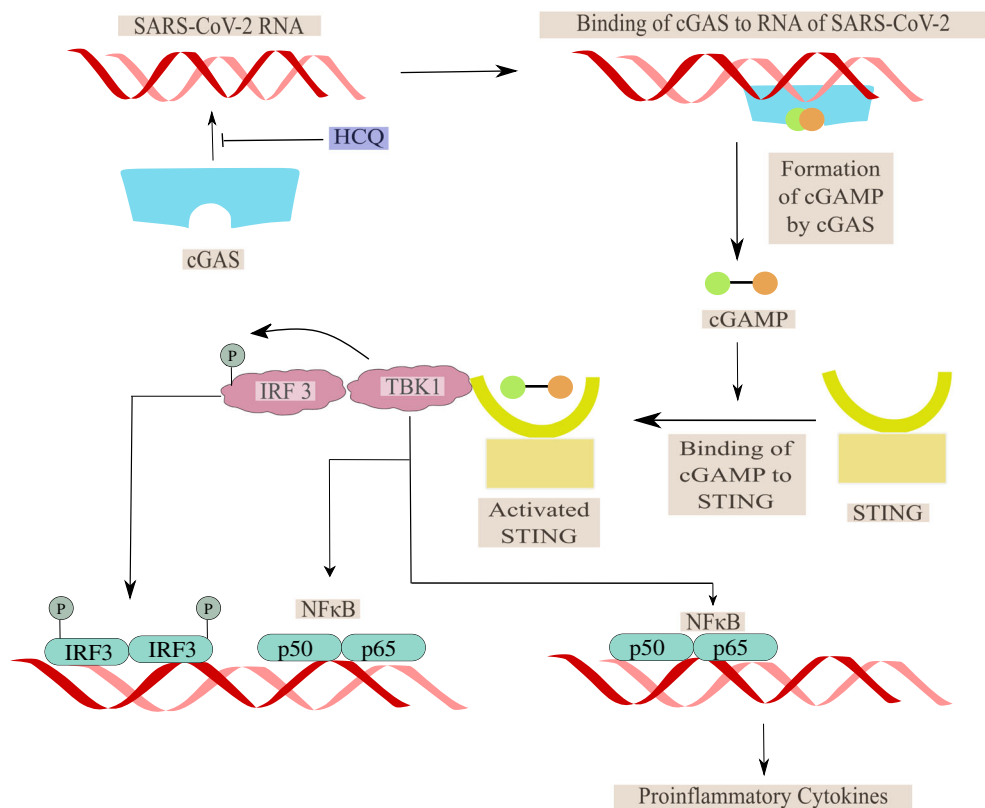 SARS-CoV-2 RNA
Binding of cGAS to RNA of SARS-CoV-2
HCQ
cGAS
Formation
of cGAMP
by cGAS
cGAMP
P
IRF 3
TBK1
Binding of
cGAMP to
STING
STING
Activated
STING
P
P
IRF3
IRF3
NFκB
p50
p65
NFκB
p50
p65
Proinflammatory Cytokines